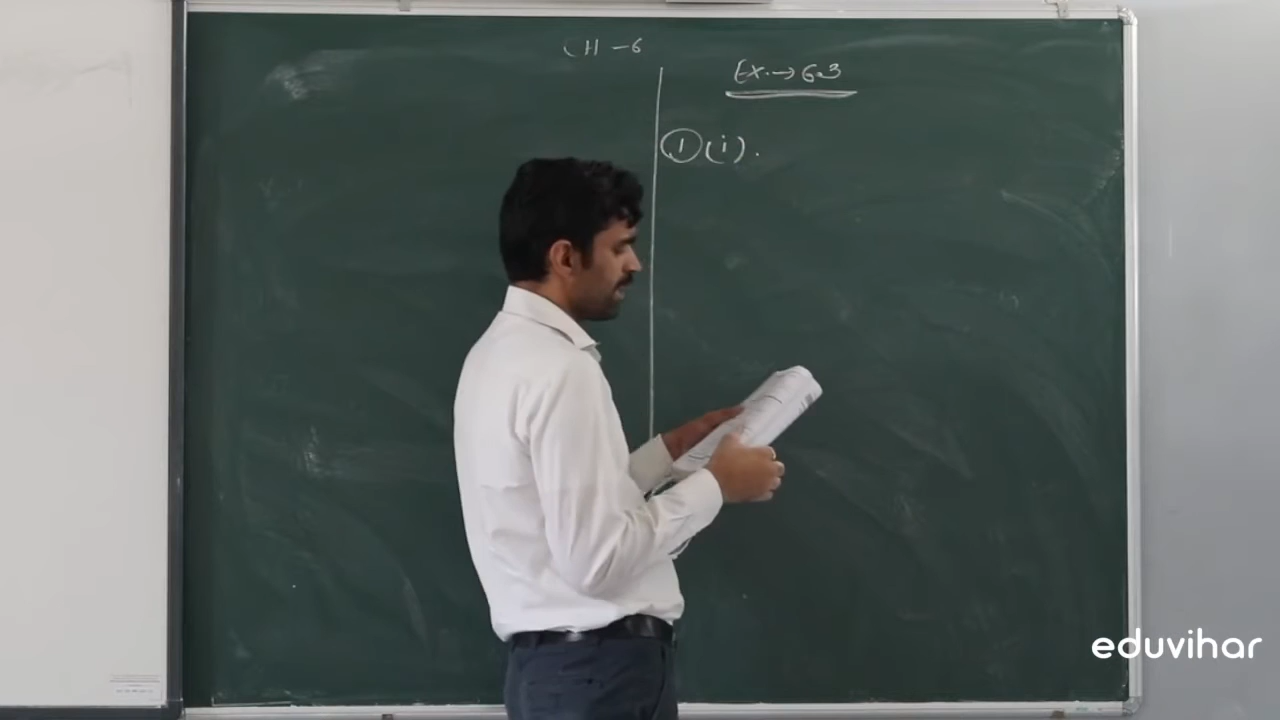 CH - 6
Ex. → 6.3
① (i).
eduvihar